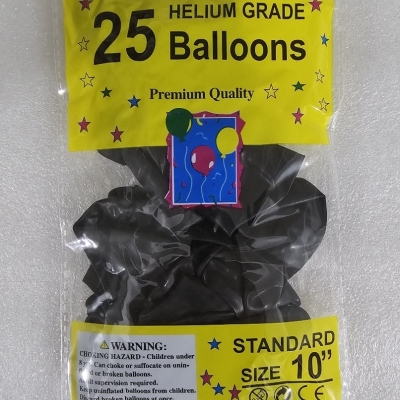 25 HELIUM GRADE
Balloons
Premium Quality
⚠WARNING:
CHOKING HAZARD - Children under
Can choke or suffocate on unin-
or broken balloons.
supervision required.
Keep uninflated balloons from children.
Discard broken balloons at once.
STANDARD
SIZE 10”
CE